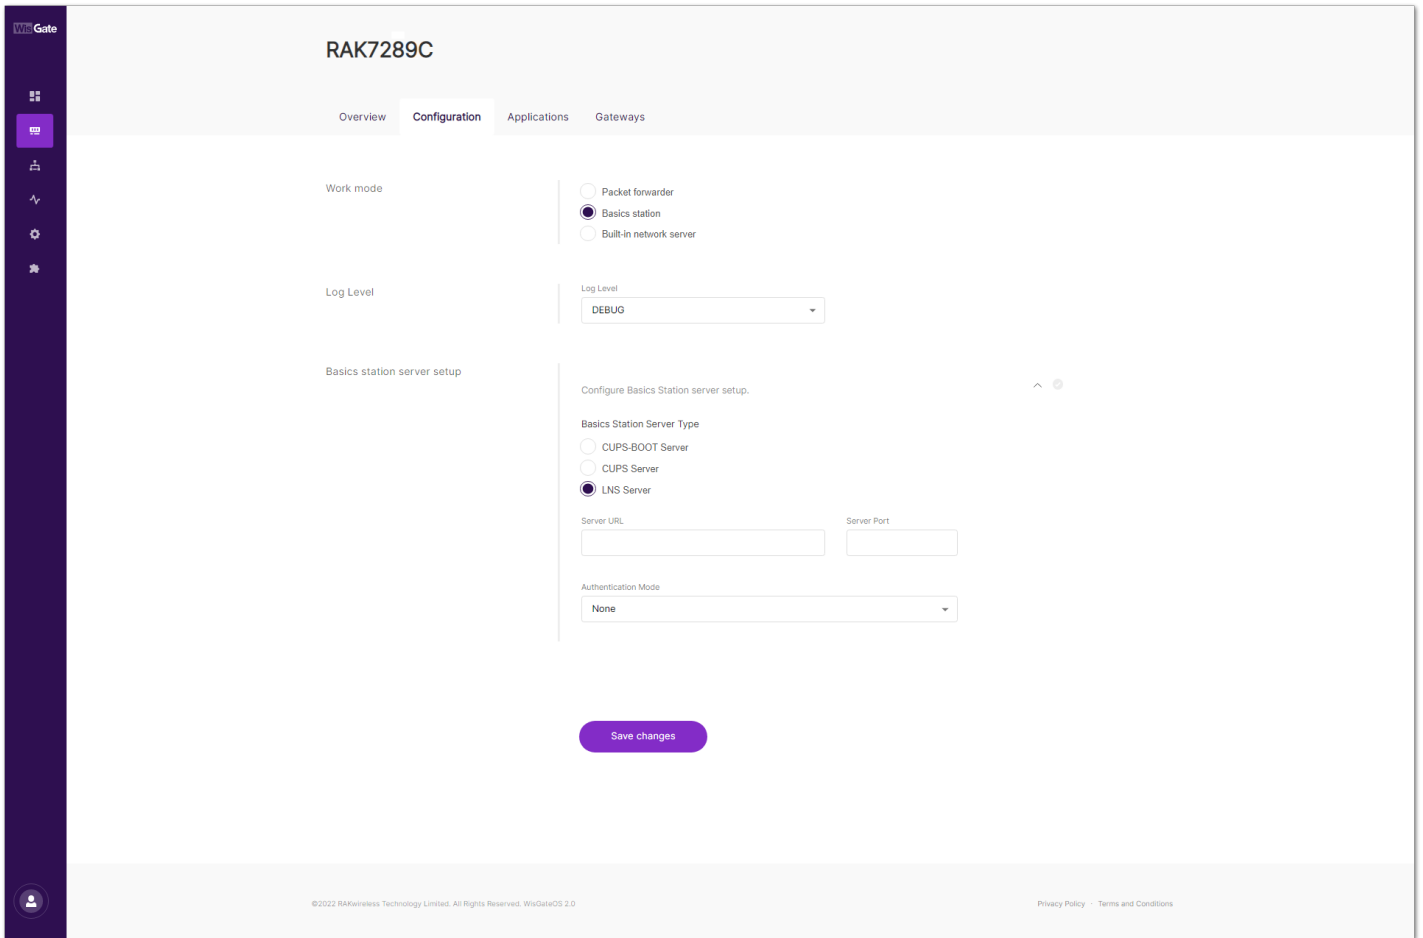 WisGate
RAK7289C
Overview Configuration Applications Gateways
Work mode
Packet forwarder
Basics station
Built-in network server
Log Level
Log Level
DEBUG
Basics station server setup
Configure Basics Station server setup.
Basics Station Server Type
CUPS-BOOT Server
CUPS Server
LNS Server
Server URL Server Port
Authentication Mode
None
Save changes
©2022 RAKwireless Technology Limited. All Rights Reserved. WisGateOS 2.0 Privacy Policy · Terms and Conditions